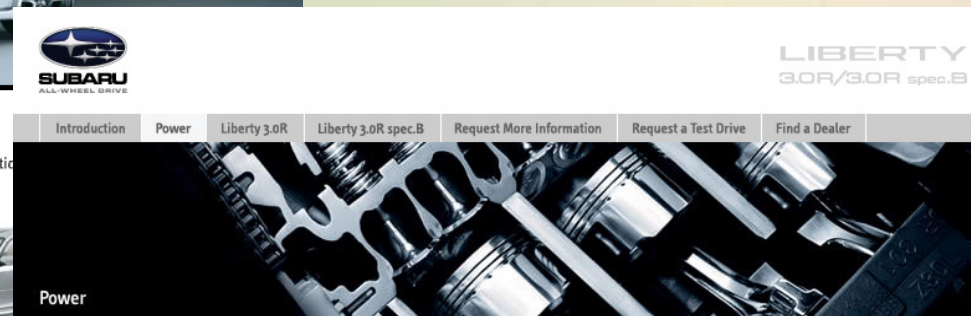 SUBARU
ALL-WHEEL DRIVE
LIBERTY
3.0R/3.0R spec.B
Introduction Power Liberty 3.0R Liberty 3.0R spec.B Request More Information Request a Test Drive Find a Dealer
Power